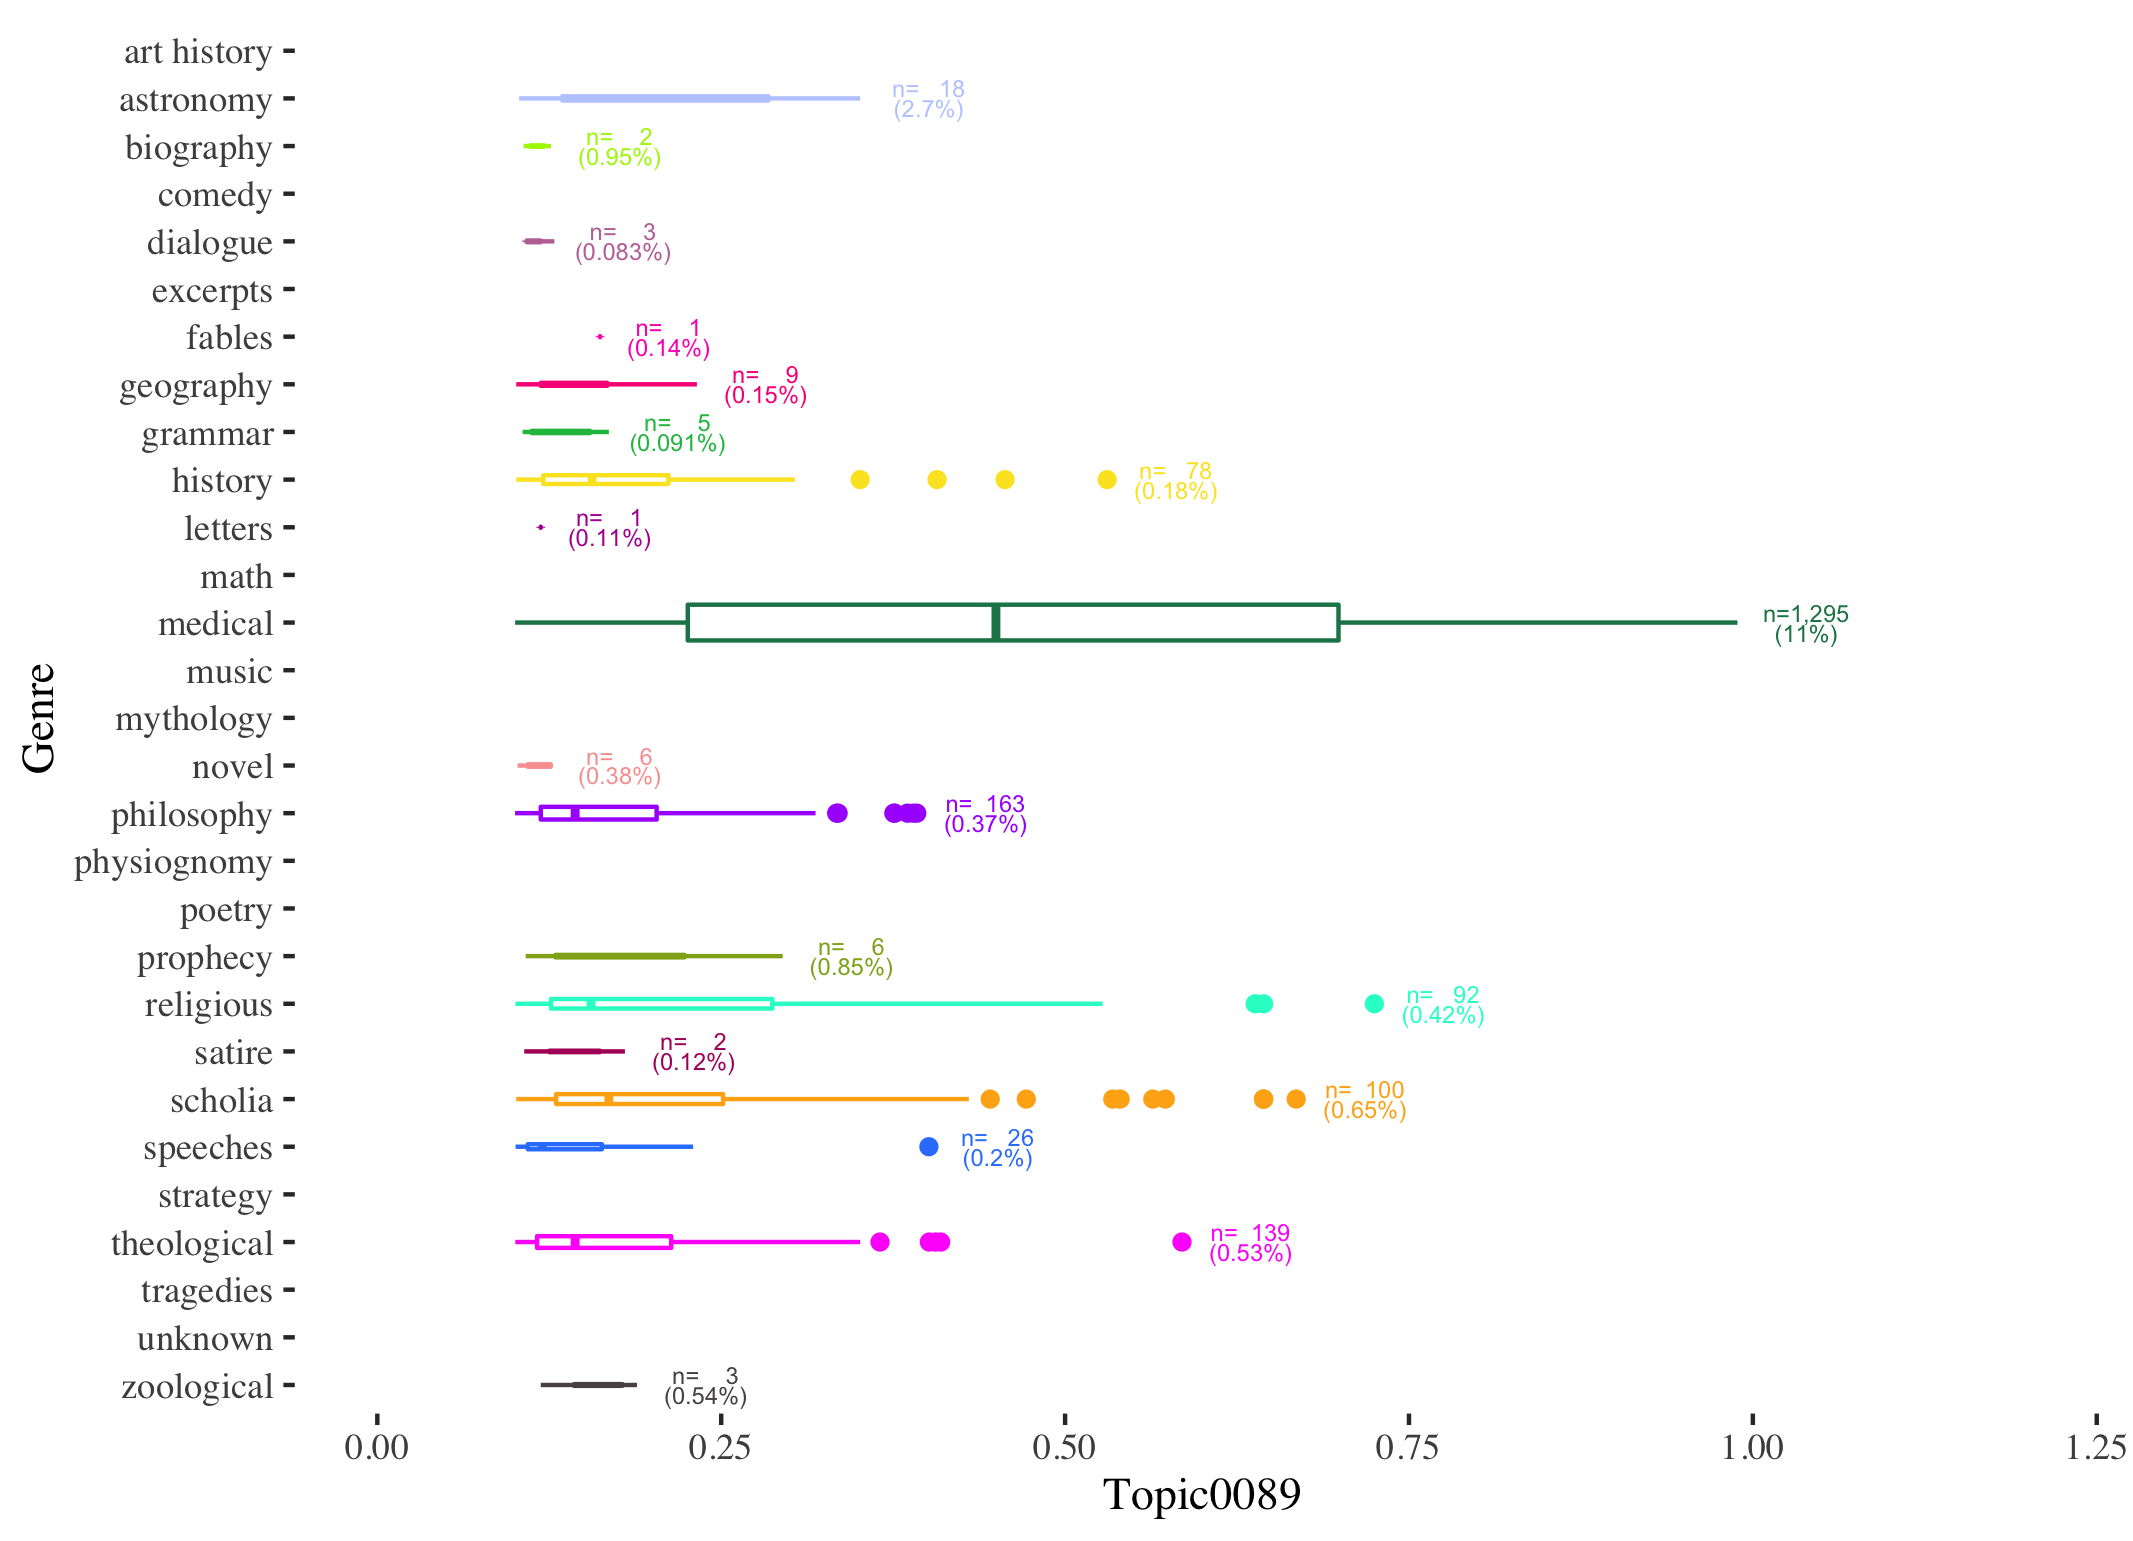 art history
astronomy
n= 18
(2.7%)
biography
n= 2
(0.95%)
comedy
dialogue
n= 3
(0.083%)
excerpts
fables
n= 1
(0.14%)
geography
n= 9
(0.15%)
grammar
n= 5
(0.091%)
history
n= 78
(0.18%)
letters
n= 1
(0.11%)
math
medical
n=1,295
(11%)
music
mythology
novel
n= 6
(0.38%)
philosophy
n= 163
(0.37%)
physiognomy
poetry
prophecy
n= 6
(0.85%)
religious
n= 92
(0.42%)
satire
n= 2
(0.12%)
scholia
n= 100
(0.65%)
speeches
n= 26
(0.2%)
strategy
theological
n= 139
(0.53%)
tragedies
unknown
zoological
n= 3
(0.54%)
Genre
0.00 0.25 0.50 0.75 1.00 1.25
Topic0089